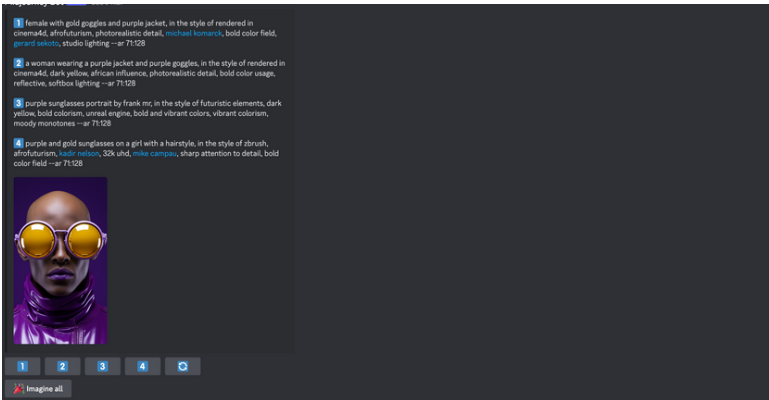 1 female with gold goggles and purple jacket, in the style of rendered in
cinema4d, afrofuturism, photorealistic detail, michael komarck, bold color field,
gerard sekoto, studio lighting --ar 71:128
2 a woman wearing a purple jacket and purple goggles, in the style of rendered in
cinema4d, dark yellow, african influence, photorealistic detail, bold color usage,
reflective, softbox lighting --ar 71:128
3 purple sunglasses portrait by frank mr, in the style of futuristic elements, dark
yellow, bold colorism, unreal engine, bold and vibrant colors, vibrant colorism,
moody monotones --ar 71:128
4 purple and gold sunglasses on a girl with a hairstyle, in the style of zbrush,
afrofuturism, kadir nelson, 32k uhd, mike campau, sharp attention to detail, bold
color field --ar 71:128
1 2 3 4
Imagine all